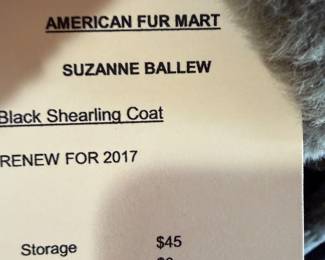 AMERICAN FUR MART
SUZANNE BALLEW
Black Shearling Coat
RENEW FOR 2017
Storage $45